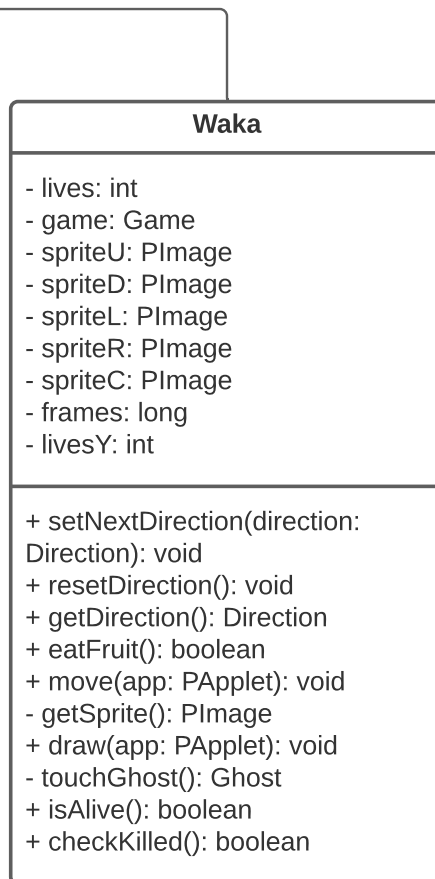 Waka
- lives: int
- game: Game
- spriteU: PImage
- spriteD: PImage
- spriteL: PImage
- spriteR: PImage
- spriteC: PImage
- frames: long
- livesY: int
+ setNextDirection(direction:
Direction): void
+ resetDirection(): void
+ getDirection(): Direction
+ eatFruit(): boolean
+ move(app: PApplet): void
- getSprite(): PImage
+ draw(app: PApplet): void
- touchGhost(): Ghost
+ isAlive(): boolean
+ checkKilled(): boolean